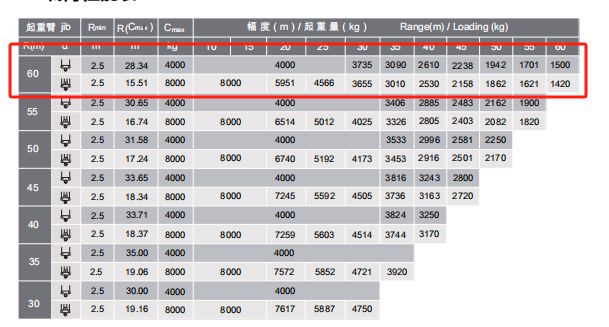 起重臂 jib Rmin R(Cmax) Cmax 幅 度 ( m ) / 起 重 量 ( kg ) Range(m) / Loading (kg)
R(m) α m m kg 10 15 20 25 30 35 40 45 50 55 60
60 2.5 28.34 4000 4000 3735 3090 2610 2238 1942 1701 1500
2.5 15.51 8000 8000 5951 4566 3655 3010 2530 2158 1862 1621 1420
55 2.5 30.65 4000 4000 3406 2885 2483 2162 1900
2.5 16.74 8000 8000 6514 5012 4025 3326 2805 2403 2082 1820
50 2.5 31.58 4000 4000 3533 2996 2581 2250
2.5 17.24 8000 8000 6740 5192 4173 3453 2916 2501 2170
45 2.5 33.65 4000 4000 3816 3243 2800
2.5 18.34 8000 8000 7245 5592 4505 3736 3163 2720
40 2.5 33.71 4000 4000 3824 3250
2.5 18.37 8000 8000 7259 5603 4514 3744 3170
35 2.5 35.00 4000 4000
2.5 19.06 8000 8000 7572 5852 4721 3920
30 2.5 30.00 4000 4000
2.5 19.16 8000 8000 7617 5887 4750